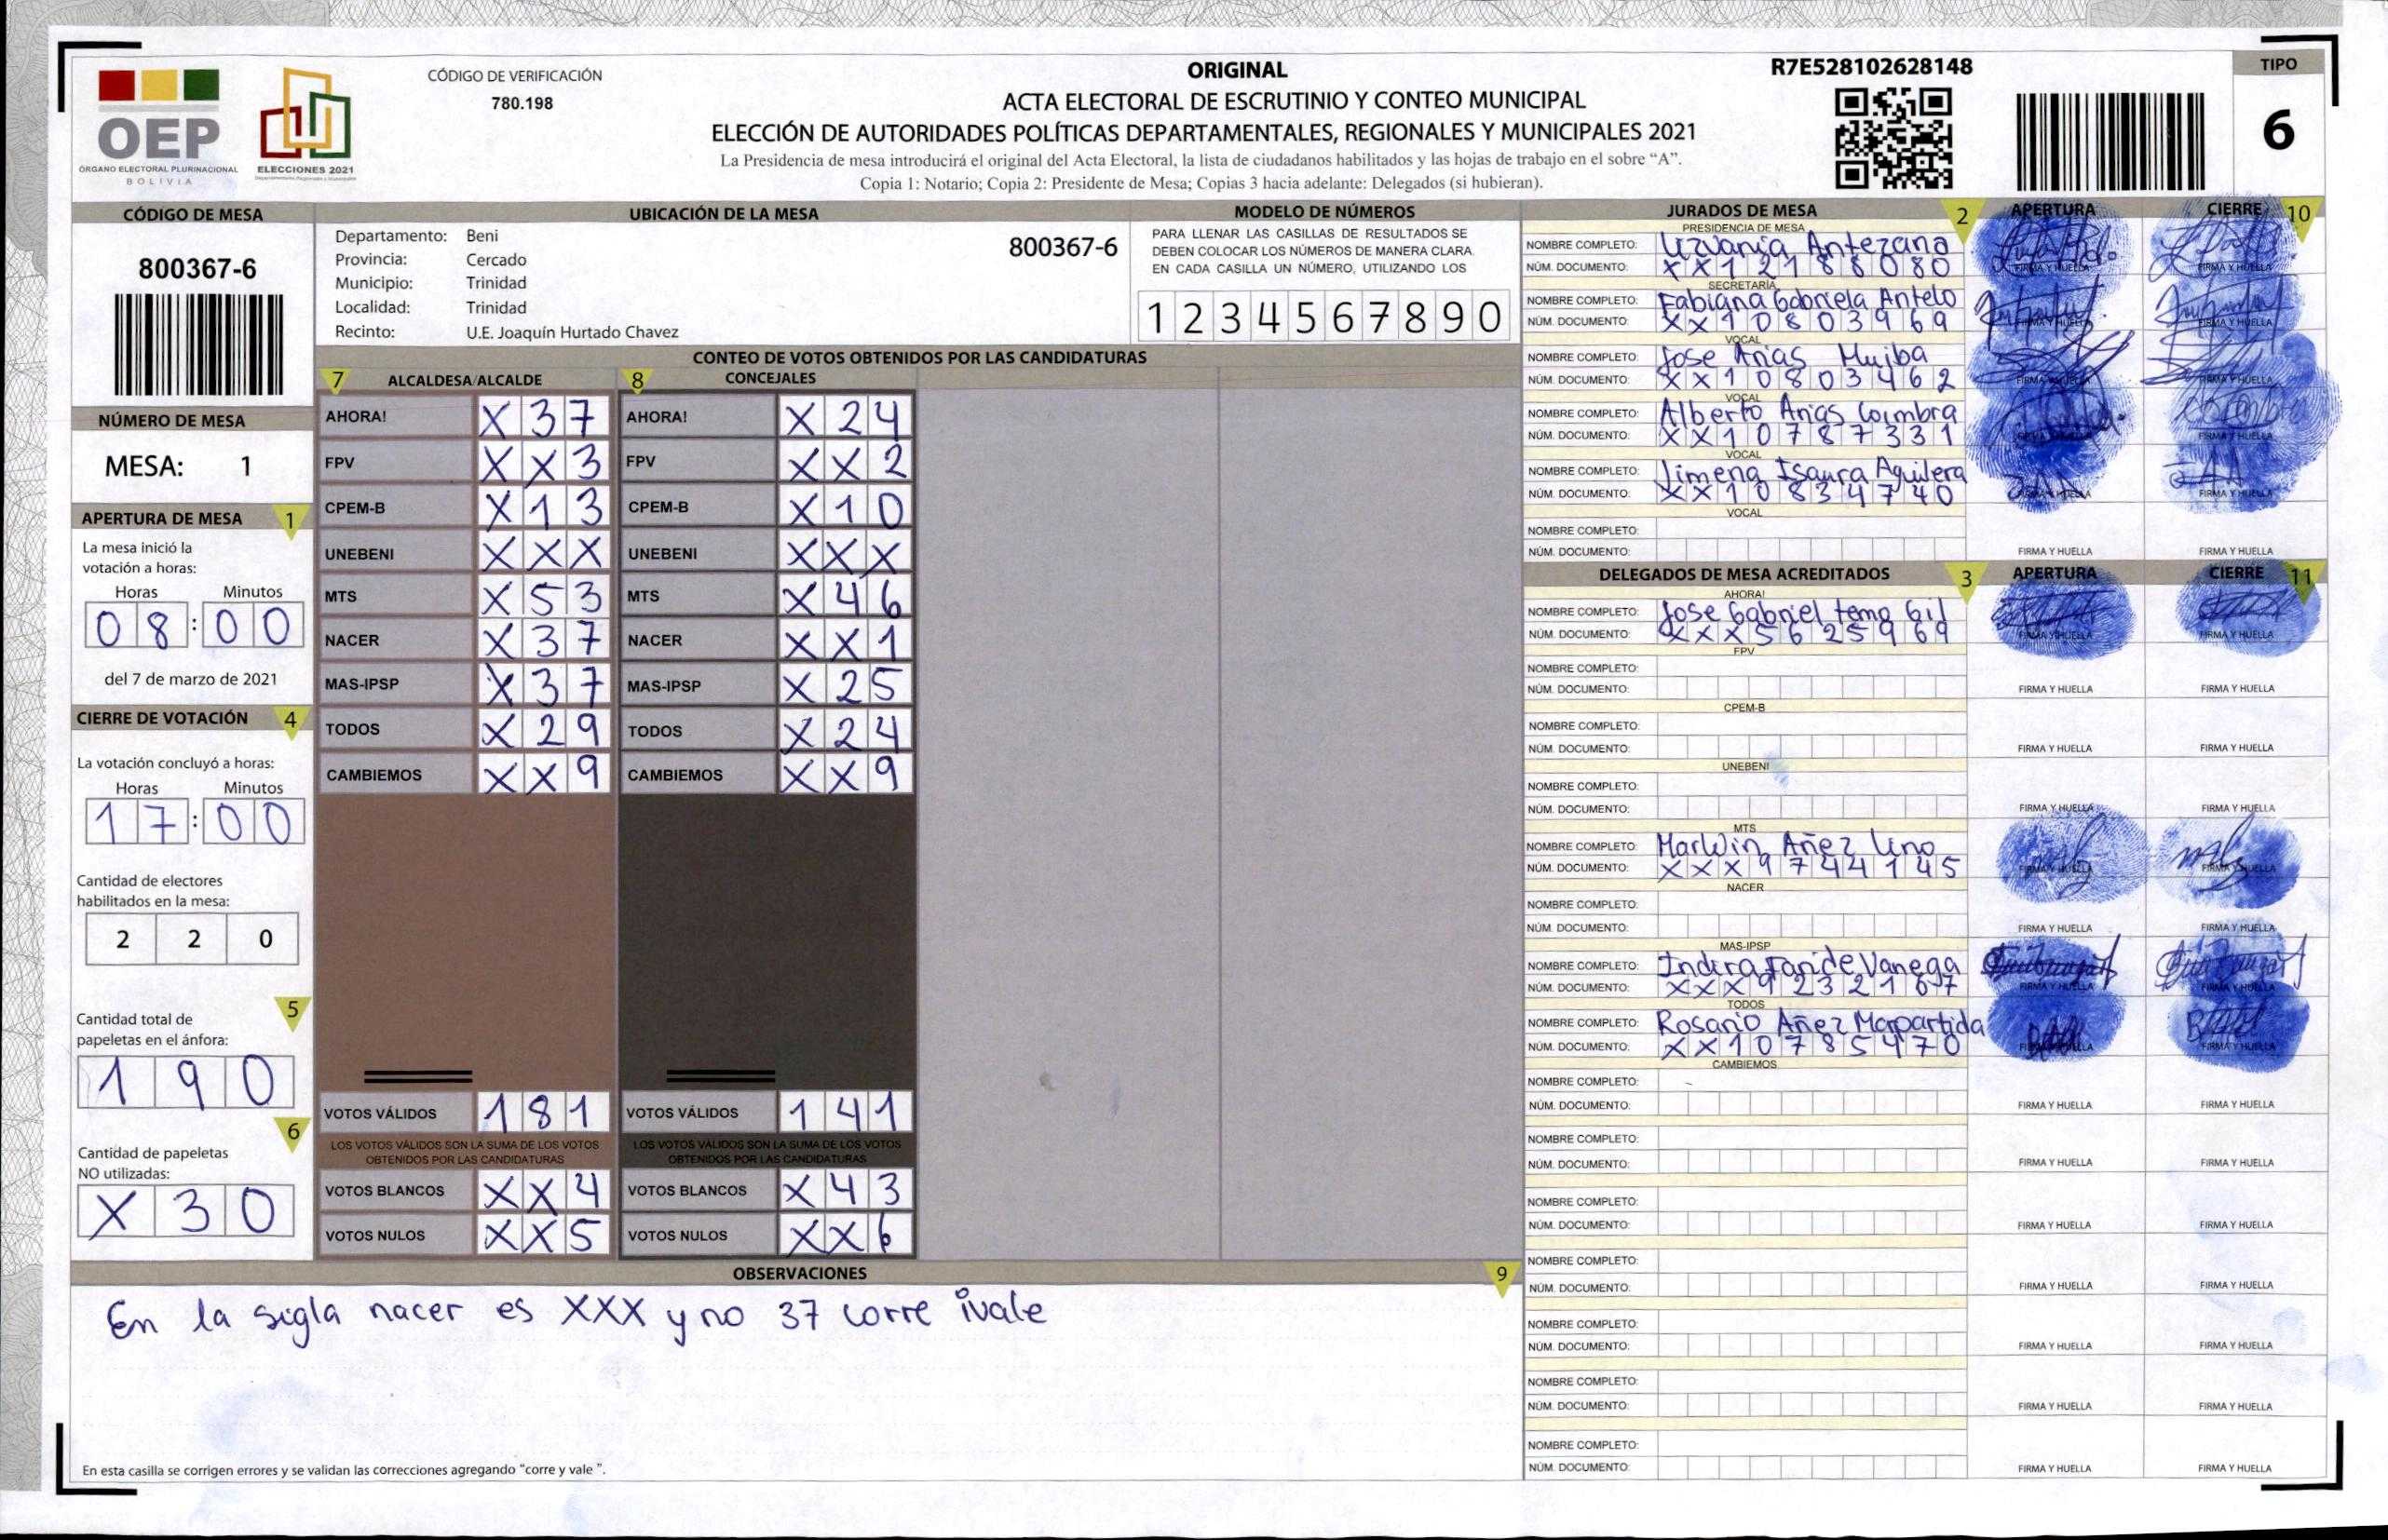 ORIGINAL
R7E528102628148
TIPO
6
OEP
ÓRGANO ELECTORAL PLURINACIONAL
BOLIVIA
ELECCIONES 2021
CÓDIGO DE VERIFICACIÓN
780.198
ACTA ELECTORAL DE ESCRUTINIO Y CONTEO MUNICIPAL
ELECCIÓN DE AUTORIDADES POLÍTICAS DEPARTAMENTALES, REGIONALES Y MUNICIPALES 2021
La Presidencia de mesa introducirá el original del Acta Electoral, la lista de ciudadanos habilitados y las hojas de trabajo en el sobre “A”.
Copia 1: Notario; Copia 2: Presidente de Mesa; Copias 3 hacia adelante: Delegados (si hubieran).
CÓDIGO DE MESA
800367-6
NÚMERO DE MESA
MESA: 1
APERTURA DE MESA 1
La mesa inició la
votación a horas:
Horas Minutos
08:00
del 7 de marzo de 2021
CIERRE DE VOTACIÓN 4
La votación concluyó a horas:
Horas Minutos
17:00
Cantidad de electores
habilitados en la mesa:
2 2 0
5
Cantidad total de
papeletas en el ánfora:
1 9 0
6
Cantidad de papeletas
NO utilizadas:
X 3 0
UBICACIÓN DE LA MESA
Departamento: Beni
Provincia: Cercado
Municipio: Trinidad
Localidad: Trinidad
Recinto: U.E. Joaquín Hurtado Chavez
800367-6
MODELO DE NÚMEROS
PARA LLENAR LAS CASILLAS DE RESULTADOS SE
DEBEN COLOCAR LOS NÚMEROS DE MANERA CLARA.
EN CADA CASILLA UN NÚMERO, UTILIZANDO LOS
1 2 3 4 5 6 7 8 9 0
CONTEO DE VOTOS OBTENIDOS POR LAS CANDIDATURAS
7 ALCALDESA/ALCALDE 8 CONCEJALES
AHORA! X 3 7 AHORA! X 2 4
FPV X X 3 FPV X X 2
CPEM-B X 1 3 CPEM-B X 1 0
UNEBENI X X X UNEBENI X X X
MTS X 5 3 MTS X 4 6
NACER X 3 7 NACER X X 1
MAS-IPSP X 3 7 MAS-IPSP X 2 5
TODOS X 2 9 TODOS X 2 4
CAMBIEMOS X X 9 CAMBIEMOS X X 9
VOTOS VÁLIDOS 1 8 1 VOTOS VÁLIDOS 1 4 1
LOS VOTOS VÁLIDOS SON LA SUMA DE LOS VOTOS LOS VOTOS VÁLIDOS SON LA SUMA DE LOS VOTOS
OBTENIDOS POR LAS CANDIDATURAS OBTENIDOS POR LAS CANDIDATURAS
VOTOS BLANCOS X X 4 VOTOS BLANCOS X 4 3
VOTOS NULOS X X 5 VOTOS NULOS X X 6
OBSERVACIONES 9
En la sigla nacer es XXX y no 37 corre ivale
En esta casilla se corrigen errores y se validan las correcciones agregando “corre y vale ”.
JURADOS DE MESA 2 APERTURA CIERRE 10
PRESIDENCIA DE MESA
NOMBRE COMPLETO: Antezana
NÚM. DOCUMENTO: X X 1 2 1 8 8 0 8 0 FIRMA Y HUELLA FIRMA Y HUELLA
SECRETARÍA
NOMBRE COMPLETO: Fabiana Gabriela Antelo
NÚM. DOCUMENTO: X X 1 0 8 0 3 9 6 9 FIRMA Y HUELLA FIRMA Y HUELLA
VOCAL
NOMBRE COMPLETO: Jose Arias Muiba
NÚM. DOCUMENTO: X X 1 0 8 0 3 4 6 2 FIRMA Y HUELLA FIRMA Y HUELLA
VOCAL
NOMBRE COMPLETO: Alberto Arias Coimbra
NÚM. DOCUMENTO: X X 1 0 7 8 7 3 3 1 FIRMA Y HUELLA FIRMA Y HUELLA
VOCAL
NOMBRE COMPLETO: Jimena Isaura Aguilera
NÚM. DOCUMENTO: X X 1 0 8 3 4 7 4 0 FIRMA Y HUELLA FIRMA Y HUELLA
VOCAL
NOMBRE COMPLETO:
NÚM. DOCUMENTO: FIRMA Y HUELLA FIRMA Y HUELLA
DELEGADOS DE MESA ACREDITADOS 3 APERTURA CIERRE 11
AHORA!
NOMBRE COMPLETO: Jose Gabriel temo Gil
NÚM. DOCUMENTO: X X X 5 6 2 5 9 6 9 FIRMA Y HUELLA FIRMA Y HUELLA
FPV
NOMBRE COMPLETO:
NÚM. DOCUMENTO: FIRMA Y HUELLA FIRMA Y HUELLA
CPEM-B
NOMBRE COMPLETO:
NÚM. DOCUMENTO: FIRMA Y HUELLA FIRMA Y HUELLA
UNEBENI
NOMBRE COMPLETO:
NÚM. DOCUMENTO: FIRMA Y HUELLA FIRMA Y HUELLA
MTS
NOMBRE COMPLETO: Marwin Añez Lino
NÚM. DOCUMENTO: X X X 9 7 4 4 1 4 5 FIRMA Y HUELLA FIRMA Y HUELLA
NACER
NOMBRE COMPLETO:
NÚM. DOCUMENTO: FIRMA Y HUELLA FIRMA Y HUELLA
MAS-IPSP
NOMBRE COMPLETO: Indira Faride Vanega
NÚM. DOCUMENTO: X X X 9 2 3 2 1 6 7 FIRMA Y HUELLA FIRMA Y HUELLA
TODOS
NOMBRE COMPLETO: Rosario Añez Mapartida
NÚM. DOCUMENTO: X X 1 0 7 8 5 4 7 0 FIRMA Y HUELLA FIRMA Y HUELLA
CAMBIEMOS
NOMBRE COMPLETO:
NÚM. DOCUMENTO: FIRMA Y HUELLA FIRMA Y HUELLA
NOMBRE COMPLETO:
NÚM. DOCUMENTO: FIRMA Y HUELLA FIRMA Y HUELLA
NOMBRE COMPLETO:
NÚM. DOCUMENTO: FIRMA Y HUELLA FIRMA Y HUELLA
NOMBRE COMPLETO:
NÚM. DOCUMENTO: FIRMA Y HUELLA FIRMA Y HUELLA
NOMBRE COMPLETO:
NÚM. DOCUMENTO: FIRMA Y HUELLA FIRMA Y HUELLA
NOMBRE COMPLETO:
NÚM. DOCUMENTO: FIRMA Y HUELLA FIRMA Y HUELLA
NOMBRE COMPLETO:
NÚM. DOCUMENTO: FIRMA Y HUELLA FIRMA Y HUELLA